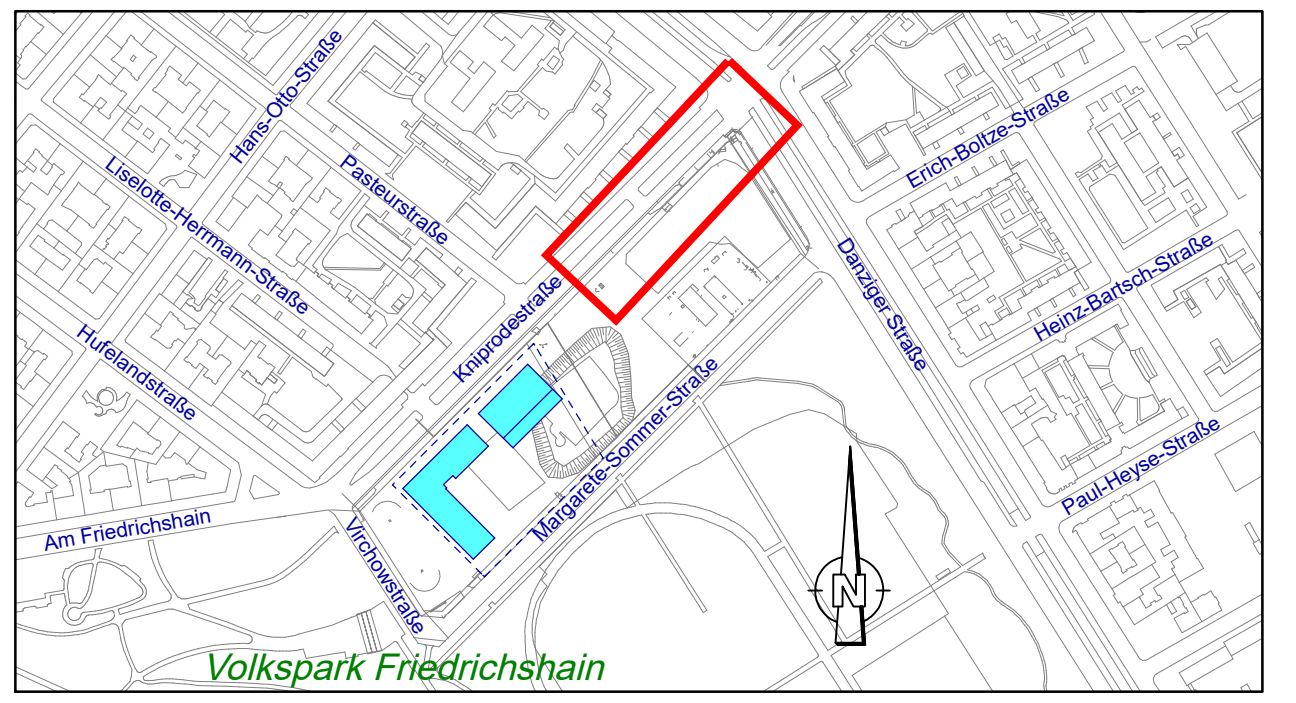 Hans-Otto-Straße
Erich-Boltze-Straße
Liselotte-Herrmann-Straße
Pasteurstraße
Danziger Straße
Heinz-Bartsch-Straße
Kniprodestraße
Hufelandstraße
Margarete-Sommer-Straße
Paul-Heyse-Straße
Am Friedrichshain
Virchowstraße
N
Volkspark Friedrichshain